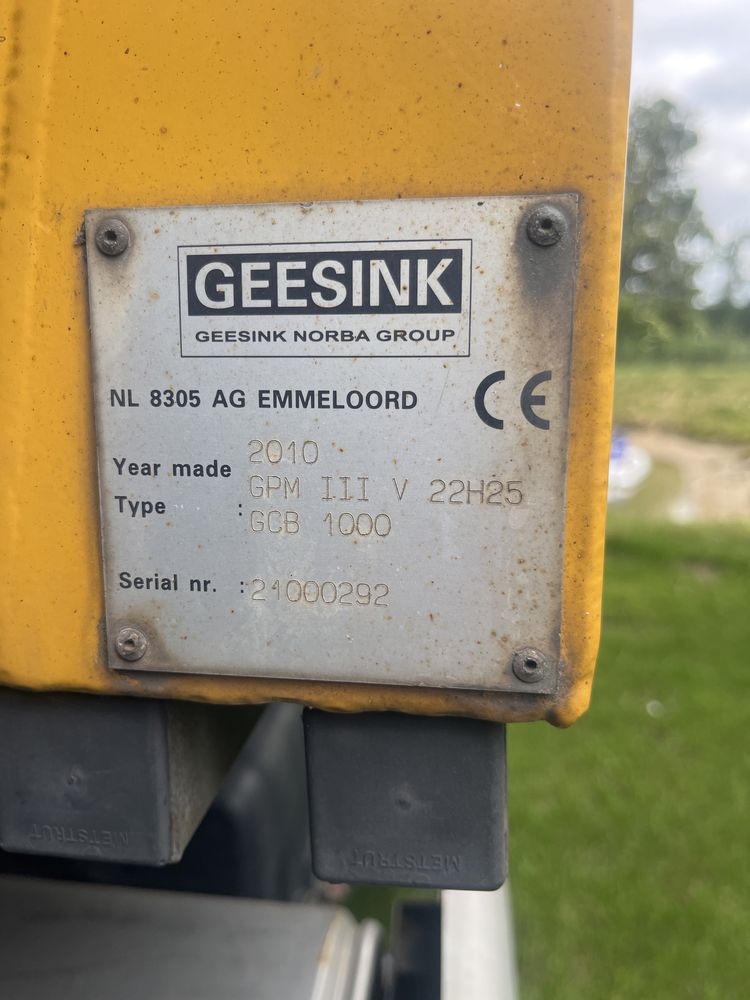 GEESINK
GEESINK NORBA GROUP
NL 8305 AG EMMELOORD CE
Year made 2010
GPM III V 22H25
Type : GCB 1000
Serial nr. : 21000292
METSTRUT
METSTRUT